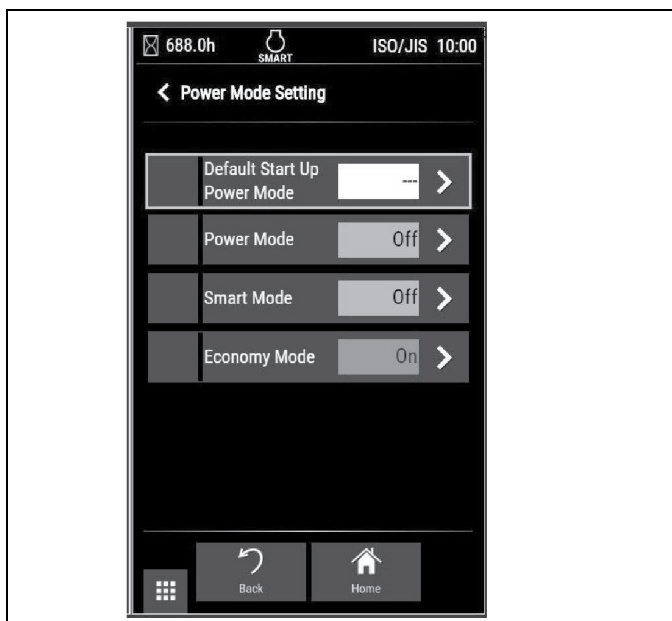 688.0h SMART ISO/JIS 10:00
Power Mode Setting
Default Start Up
Power Mode
---
Power Mode Off
Smart Mode Off
Economy Mode On
Back Home